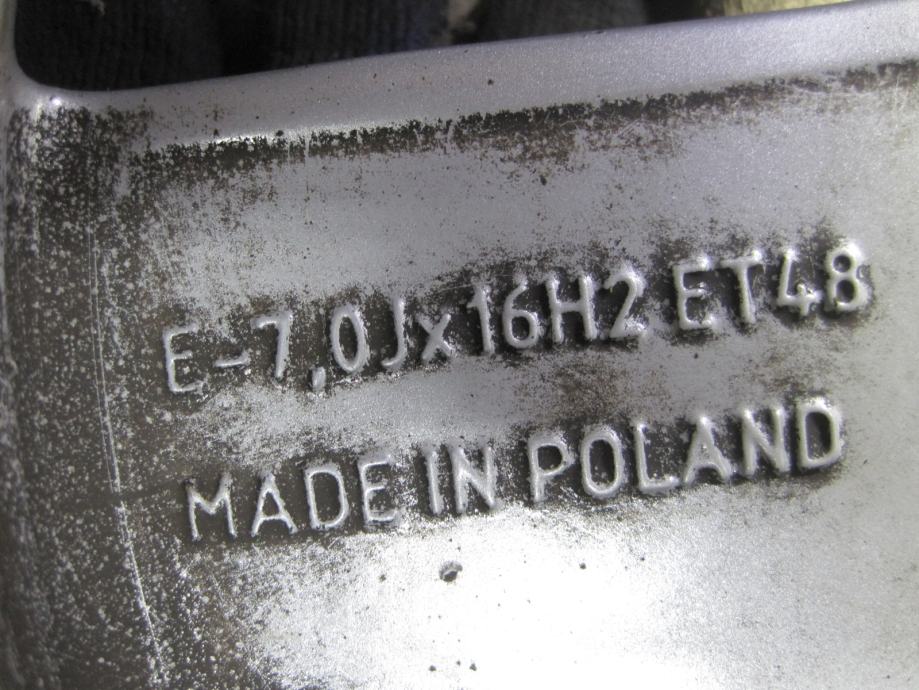 E-7,0Jx16H2 ET48
MADE IN POLAND